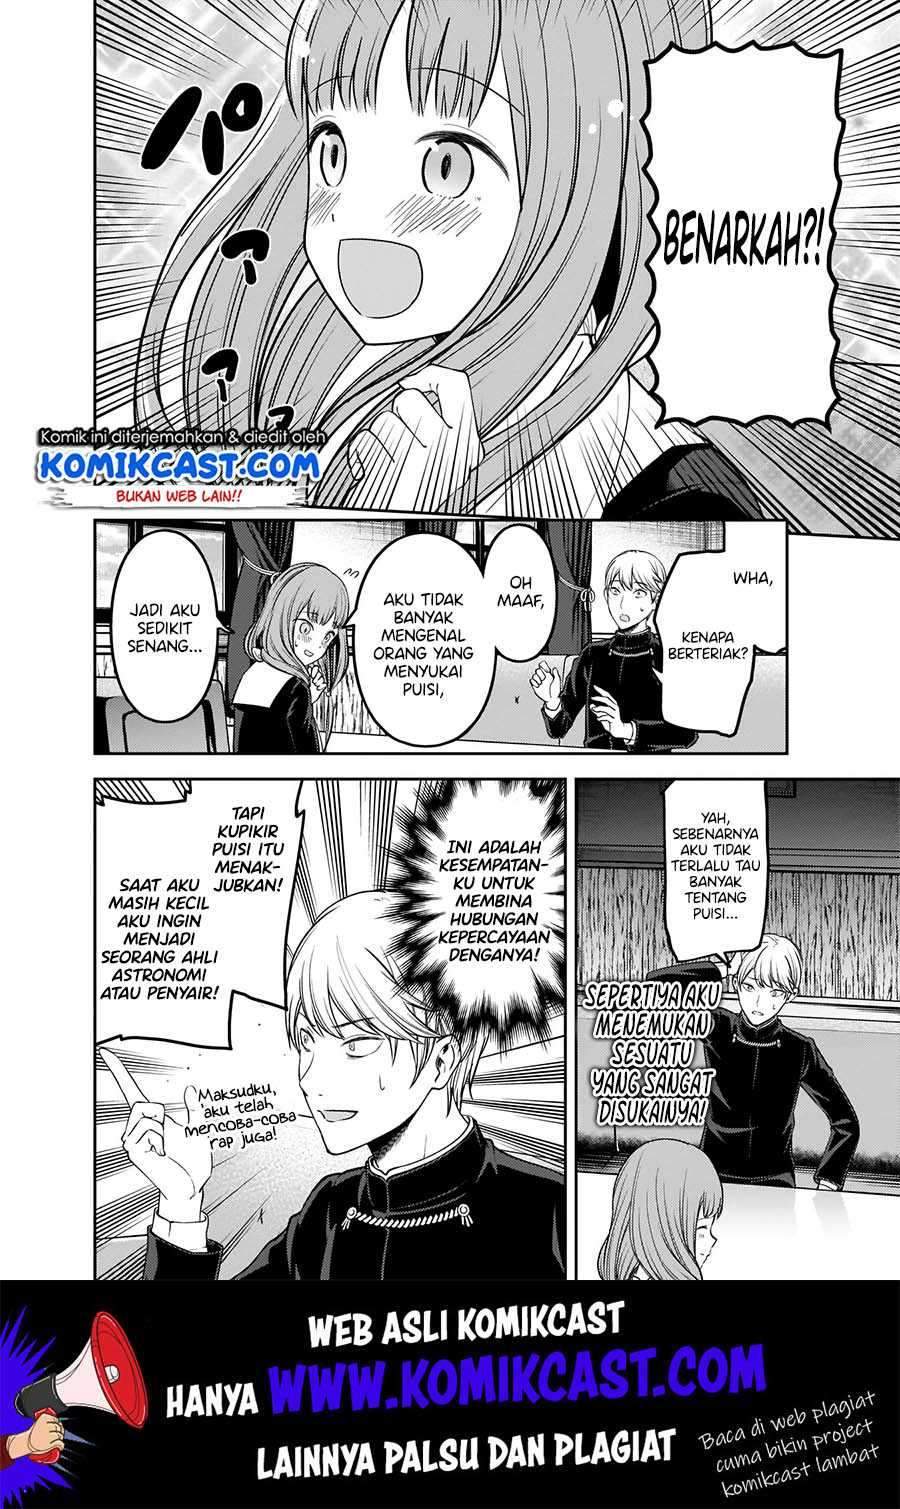 BENARKAH?!
パ
あ
あ
Komik ini diterjemahkan & diedit oleh
KOMIKCAST.COM
BUKAN WEB LAIN!!
WHA,
KENAPA
BERTERIAK?
OH
MAAF,
AKU TIDAK
BANYAK
MENGENAL
ORANG YANG
MENYUKAI
PUISI,
JADI AKU
SEDIKIT
SENANG...
YAH,
SEBENARNYA
AKU TIDAK
TERLALU TAU
BANYAK
TENTANG
PUISI...
SEPERTIYA AKU
MENEMUKAN
SESUATU
YANG SANGAT
DISUKAINYA!
INI ADALAH
KESEMPATAN-
KU UNTUK
MEMBINA
HUBUNGAN
KEPERCAYAAN
DENGANYA!
TAPI
KUPIKIR
PUISI ITU
MENAK-
JUBKAN!
SAAT AKU
MASIH KECIL
AKU INGIN
MENJADI
SEORANG AHLI
ASTRONOMI
ATAU PENYAIR!
Maksudku,
aku telah
mencoba-coba
rap juga!
WEB ASLI KOMIKCAST
HANYA WWW.KOMIKCAST.COM
LAINNYA PALSU DAN PLAGIAT
Baca di web plagiat
cuma bikin project
komikcast lambat